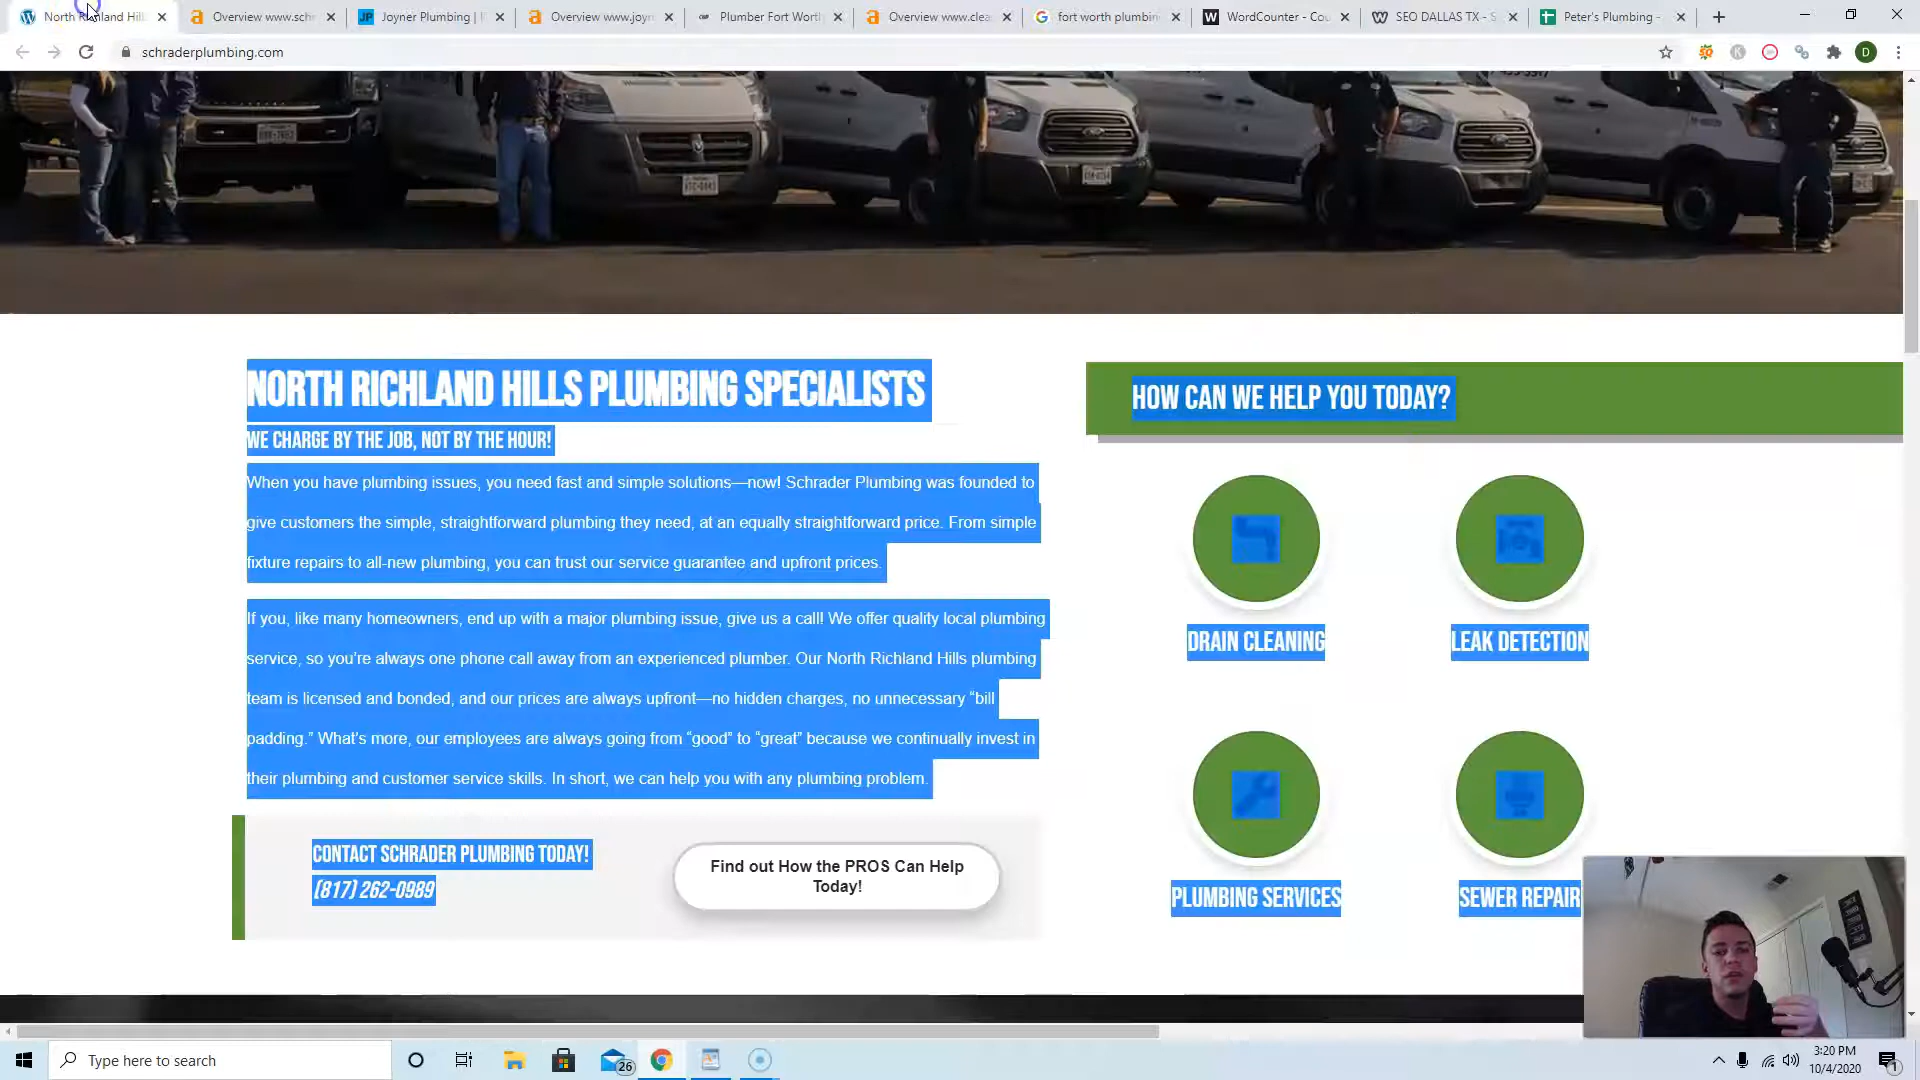 North Richland Hill
Overview www.sch
Joyner Plumbing |
Overview www.joyn
Plumber Fort Wort
Overview www.clea
fort worth plumbin
WordCounter - Cou
SEO DALLAS TX - S
Peter's Plumbing -
schraderplumbing.com
D
NORTH RICHLAND HILLS PLUMBING SPECIALISTS
WE CHARGE BY THE JOB, NOT BY THE HOUR!
When you have plumbing issues, you need fast and simple solutions—now! Schrader Plumbing was founded to
give customers the simple, straightforward plumbing they need, at an equally straightforward price. From simple
fixture repairs to all-new plumbing, you can trust our service guarantee and upfront prices.
If you, like many homeowners, end up with a major plumbing issue, give us a call! We offer quality local plumbing
service, so you're always one phone call away from an experienced plumber. Our North Richland Hills plumbing
team is licensed and bonded, and our prices are always upfront—no hidden charges, no unnecessary “bill
padding.” What's more, our employees are always going from “good” to “great” because we continually invest in
their plumbing and customer service skills. In short, we can help you with any plumbing problem.
CONTACT SCHRADER PLUMBING TODAY!
(817) 262-0989
Find out How the PROS Can Help
Today!
HOW CAN WE HELP YOU TODAY?
DRAIN CLEANING
LEAK DETECTION
PLUMBING SERVICES
SEWER REPAIR
Type here to search
26
3:20 PM
10/4/2020
1